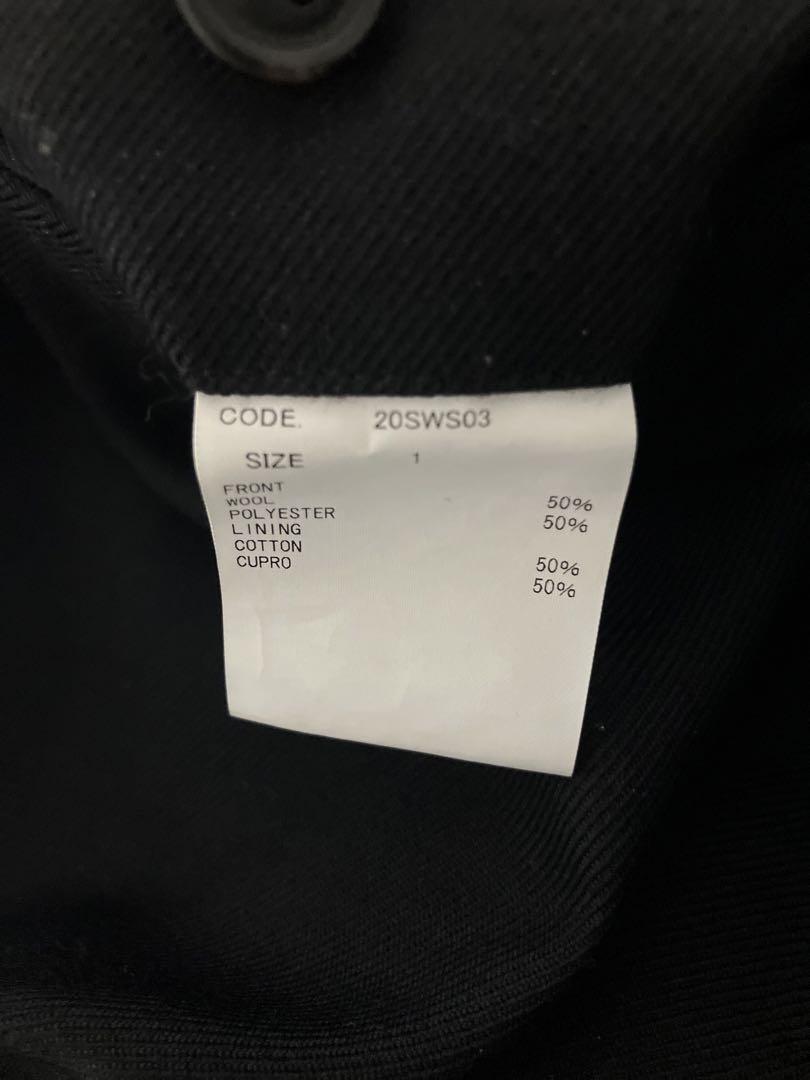 CODE. 20SWS03
SIZE 1
FRONT
WOOL 50%
POLYESTER 50%
LINING
COTTON 50%
CUPRO 50%